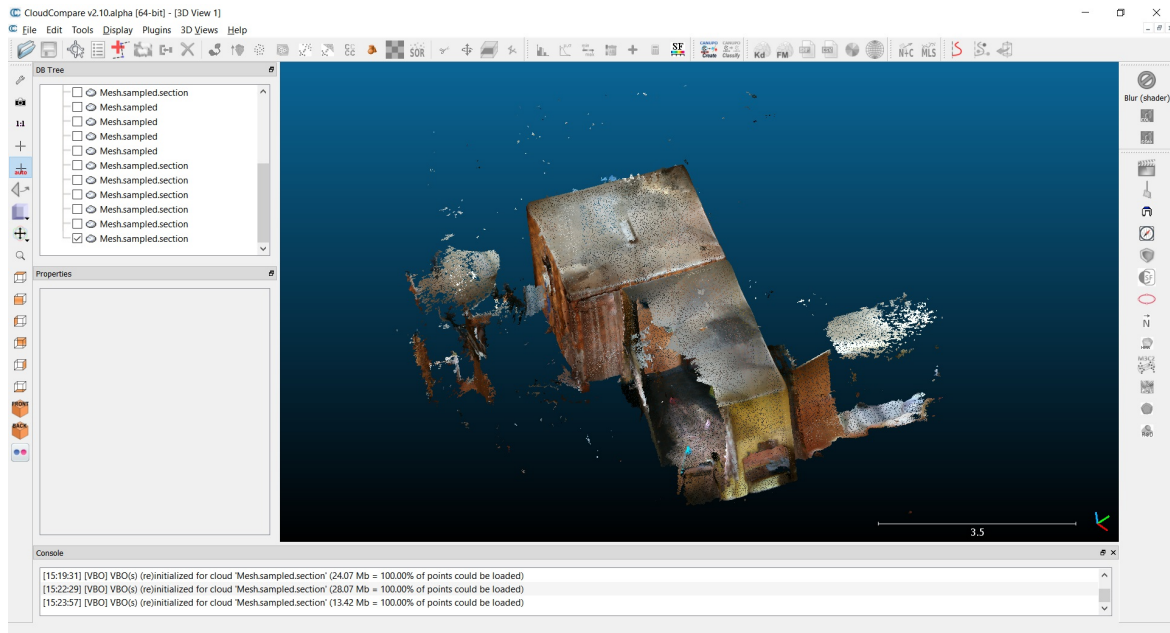 CloudCompare v2.10.alpha [64-bit] - [3D View 1]
File Edit Tools Display Plugins 3D Views Help
SOR SF CANUPO Create CANUPO Classify Kd FM N+C MLS
DB Tree
Mesh.sampled.section
Mesh.sampled
Mesh.sampled
Mesh.sampled
Mesh.sampled
Mesh.sampled.section
Mesh.sampled.section
Mesh.sampled.section
Mesh.sampled.section
Mesh.sampled.section
Mesh.sampled.section
Properties
1:1
auto
FRONT
BACK
Blur (shader)
N
M3C2
3.5
Console
[15:19:31] [VBO] VBO(s) (re)initialized for cloud 'Mesh.sampled.section' (24.07 Mb = 100.00% of points could be loaded)
[15:22:29] [VBO] VBO(s) (re)initialized for cloud 'Mesh.sampled.section' (28.07 Mb = 100.00% of points could be loaded)
[15:23:57] [VBO] VBO(s) (re)initialized for cloud 'Mesh.sampled.section' (13.42 Mb = 100.00% of points could be loaded)